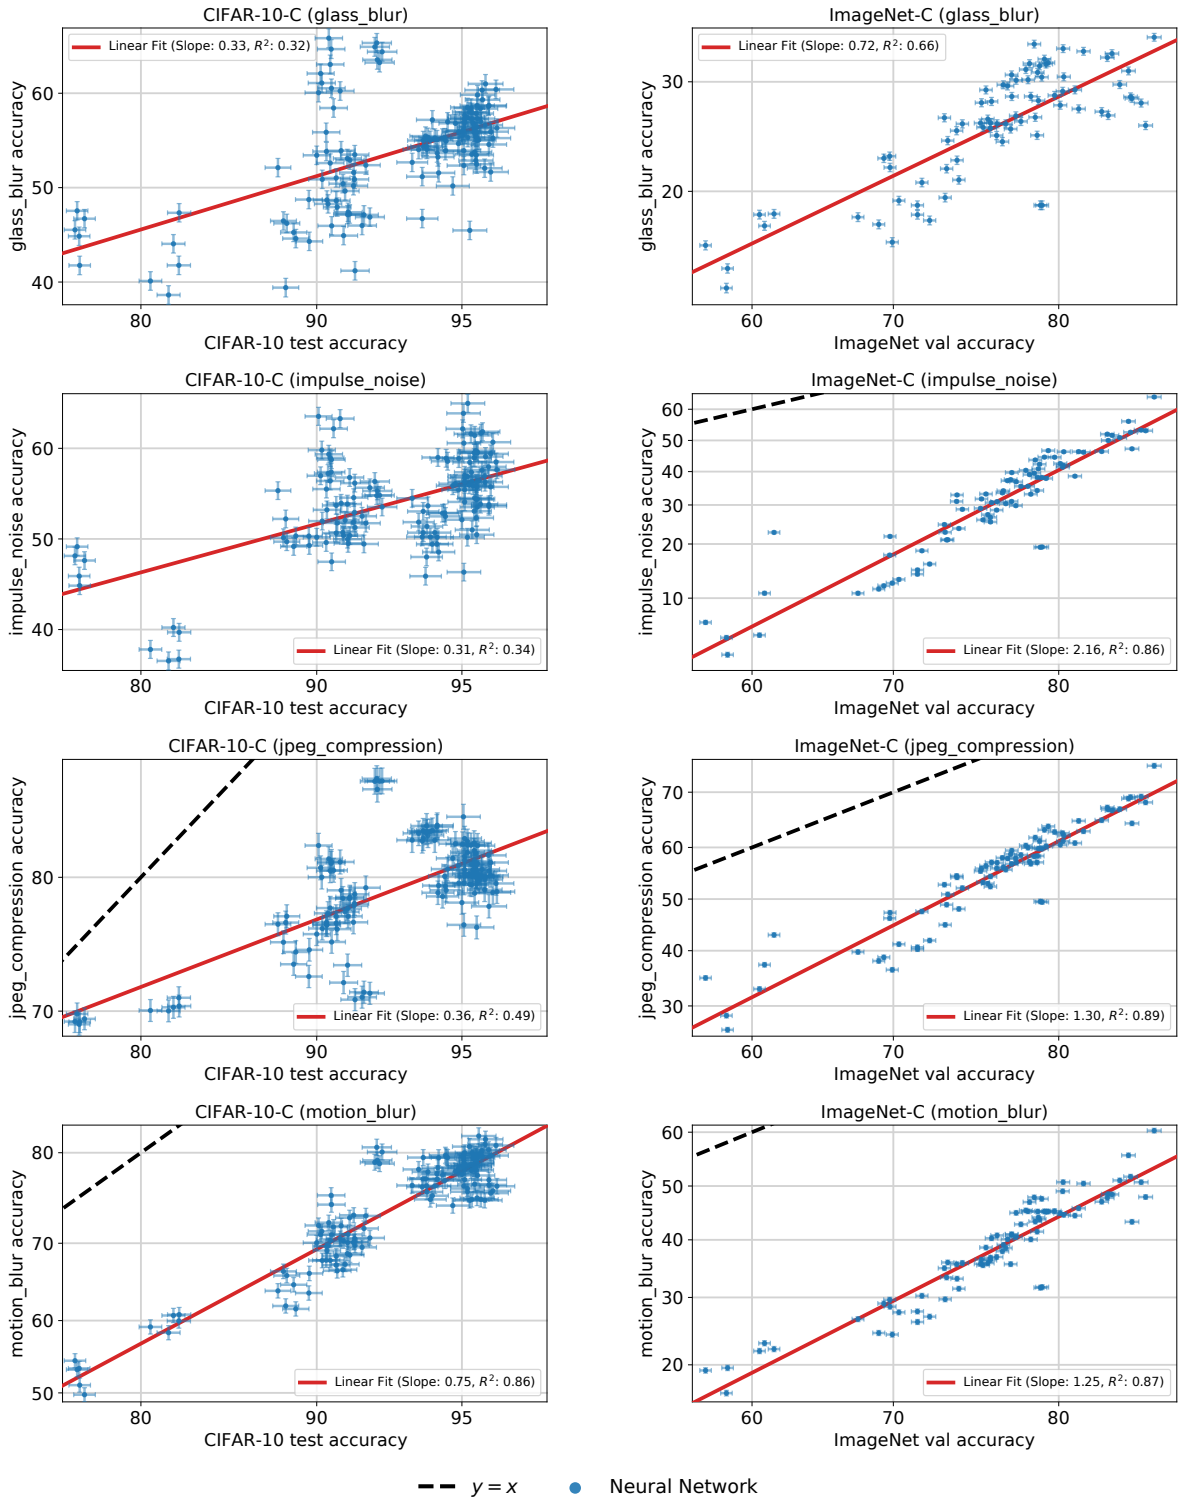 CIFAR-10-C (glass_blur)
Linear Fit (Slope: 0.33, R²: 0.32)
glass_blur accuracy
60
50
40
80 90 95
CIFAR-10 test accuracy
ImageNet-C (glass_blur)
Linear Fit (Slope: 0.72, R²: 0.66)
glass_blur accuracy
30
20
60 70 80
ImageNet val accuracy
CIFAR-10-C (impulse_noise)
impulse_noise accuracy
60
50
40
Linear Fit (Slope: 0.31, R²: 0.34)
80 90 95
CIFAR-10 test accuracy
ImageNet-C (impulse_noise)
impulse_noise accuracy
60
50
40
30
20
10
Linear Fit (Slope: 2.16, R²: 0.86)
60 70 80
ImageNet val accuracy
CIFAR-10-C (jpeg_compression)
jpeg_compression accuracy
80
70
Linear Fit (Slope: 0.36, R²: 0.49)
80 90 95
CIFAR-10 test accuracy
ImageNet-C (jpeg_compression)
jpeg_compression accuracy
70
60
50
40
30
Linear Fit (Slope: 1.30, R²: 0.89)
60 70 80
ImageNet val accuracy
CIFAR-10-C (motion_blur)
motion_blur accuracy
80
70
60
50
Linear Fit (Slope: 0.75, R²: 0.86)
80 90 95
CIFAR-10 test accuracy
ImageNet-C (motion_blur)
motion_blur accuracy
60
50
40
30
20
Linear Fit (Slope: 1.25, R²: 0.87)
60 70 80
ImageNet val accuracy
y = x Neural Network